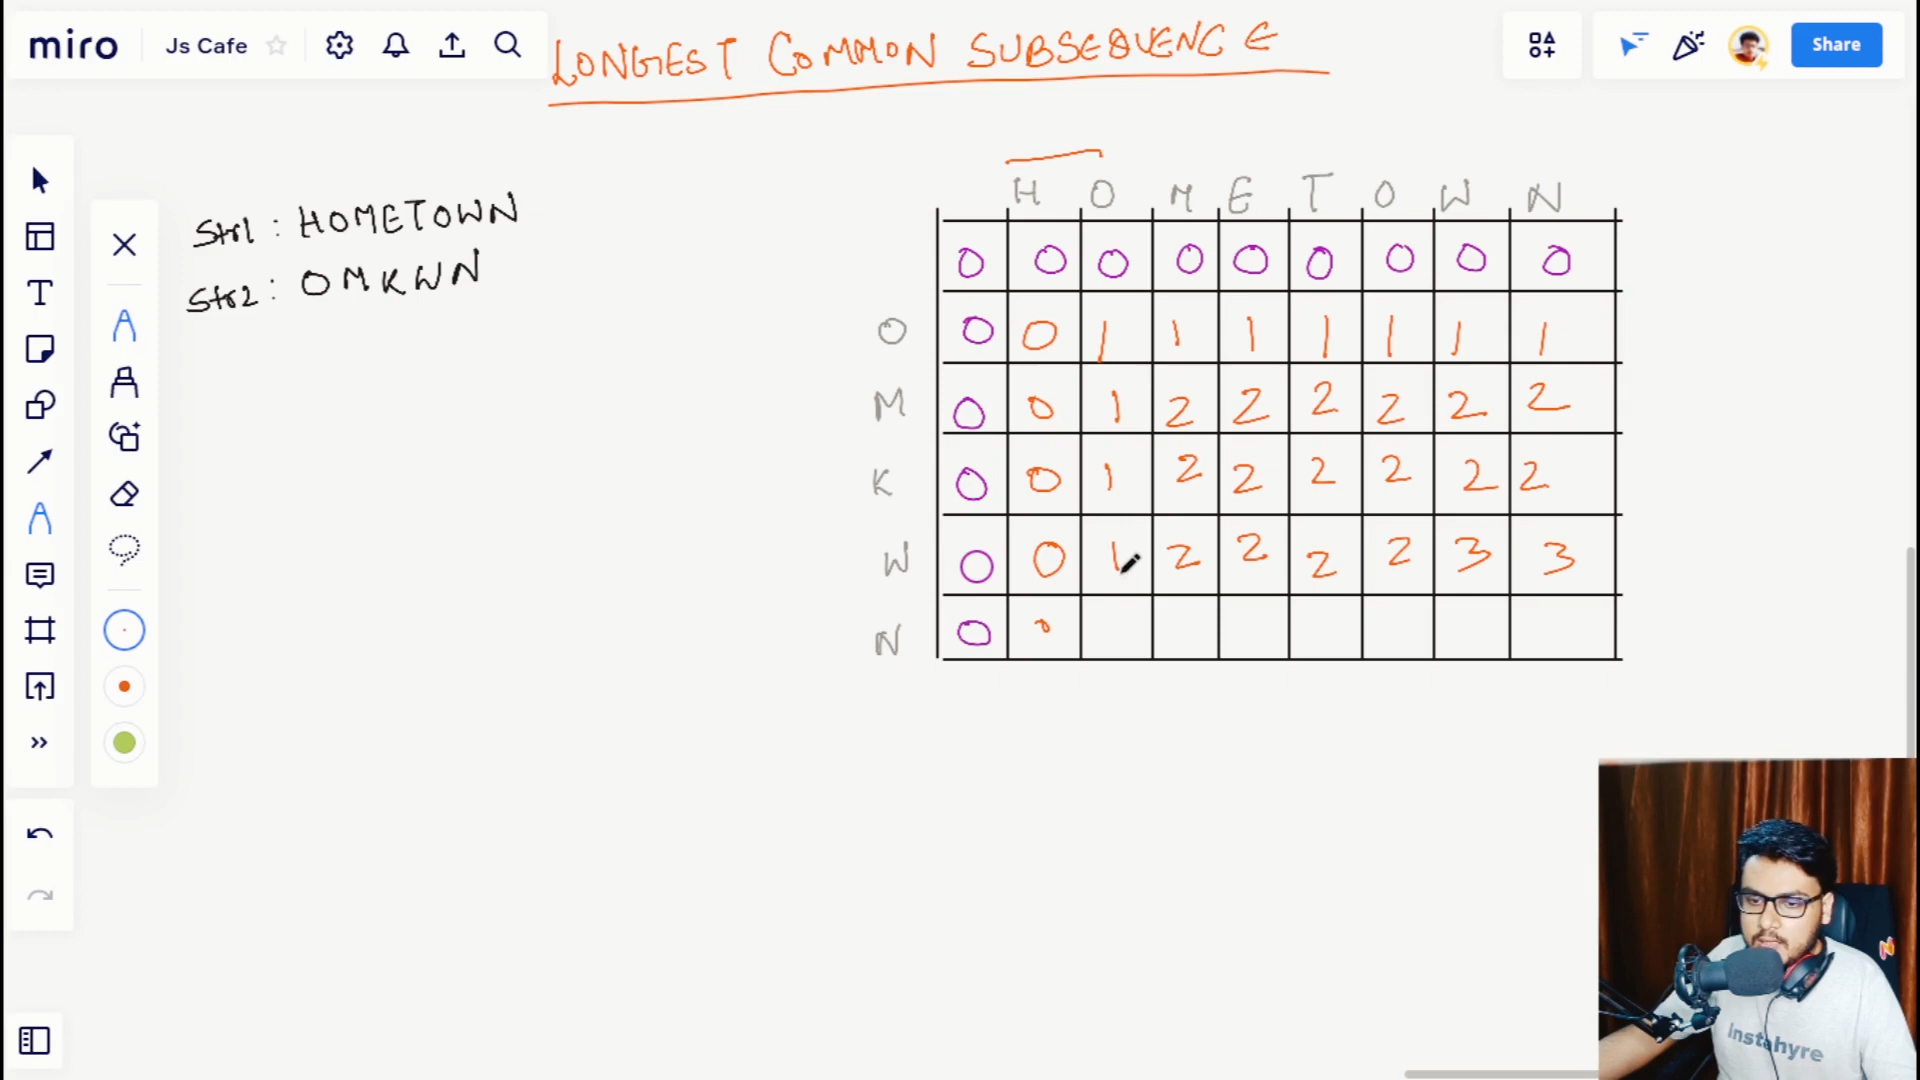 miro Js Cafe
LONGEST COMMON SUBSEQUENCE
Share
Str1 : HOMETOWN
Str2 : OMKWN
H O M E T O W N
0 0 0 0 0 0 0 0 0
O 0 0 1 1 1 1 1 1 1
M 0 0 1 2 2 2 2 2 2
K 0 0 1 2 2 2 2 2 2
W 0 0 1 2 2 2 2 3 3
N 0 0
instahyre